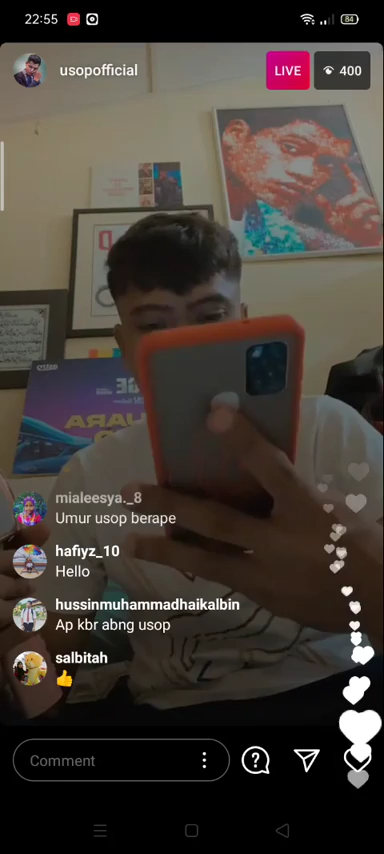 22:55
84
usopofficial
LIVE
400
mialeesya._8
Umur usop berape
hafiyz_10
Hello
hussinmuhammadhaikalbin
Ap kbr abng usop
salbitah
👍
Comment